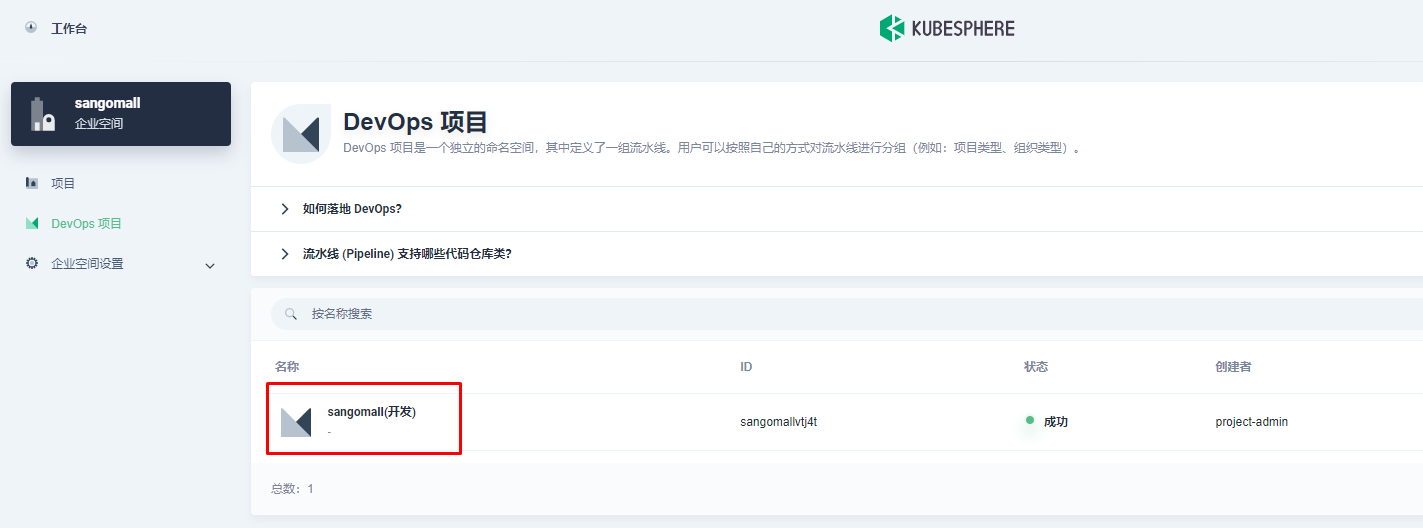 工作台
KUBESPHERE
sangomall
企业空间
项目
DevOps 项目
企业空间设置
DevOps 项目
DevOps 项目是一个独立的命名空间，其中定义了一组流水线。用户可以按照自己的方式对流水线进行分组（例如：项目类型、组织类型）。
如何落地 DevOps?
流水线 (Pipeline) 支持哪些代码仓库类?
按名称搜索
名称 ID 状态 创建者
sangomall(开发) sangomallvtj4t 成功 project-admin
-
总数：1